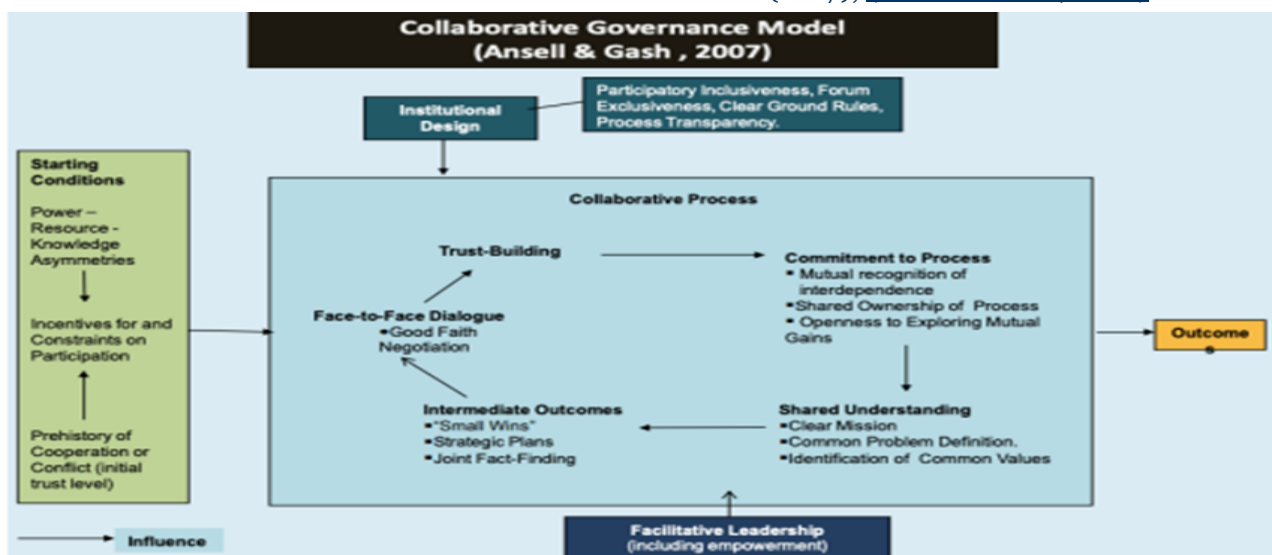 Collaborative Governance Model
(Ansell & Gash , 2007)
Institutional
Design
Participatory Inclusiveness, Forum
Exclusiveness, Clear Ground Rules,
Process Transparency.
Starting
Conditions
Power –
Resource -
Knowledge
Asymmetries
Incentives for and
Constraints on
Participation
Prehistory of
Cooperation or
Conflict (initial
trust level)
Collaborative Process
Trust-Building
Commitment to Process
▪ Mutual recognition of
interdependence
▪Shared Ownership of Process
▪ Openness to Exploring Mutual
Gains
Face-to-Face Dialogue
▪Good Faith
Negotiation
Intermediate Outcomes
▪"Small Wins"
▪Strategic Plans
▪Joint Fact-Finding
Shared Understanding
▪Clear Mission
▪Common Problem Definition.
▪Identification of Common Values
Outcome
s
Facilitative Leadership
(including empowerment)
Influence